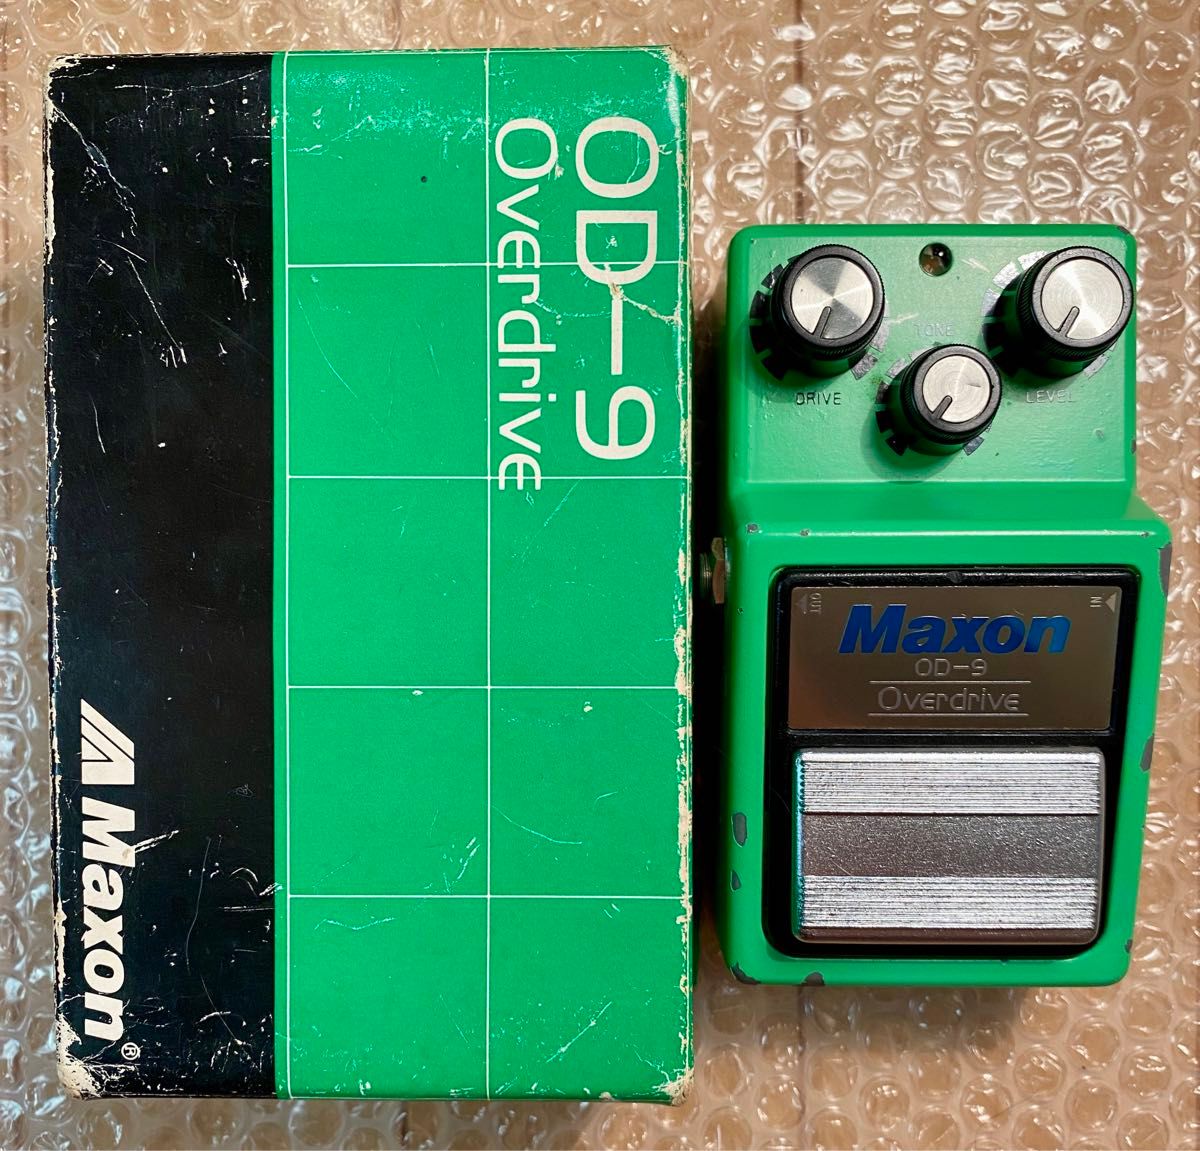 OD-9
Overdrive
Maxon®
TONE
DRIVE
LEVEL
OUT
IN
Maxon
OD-9
Overdrive